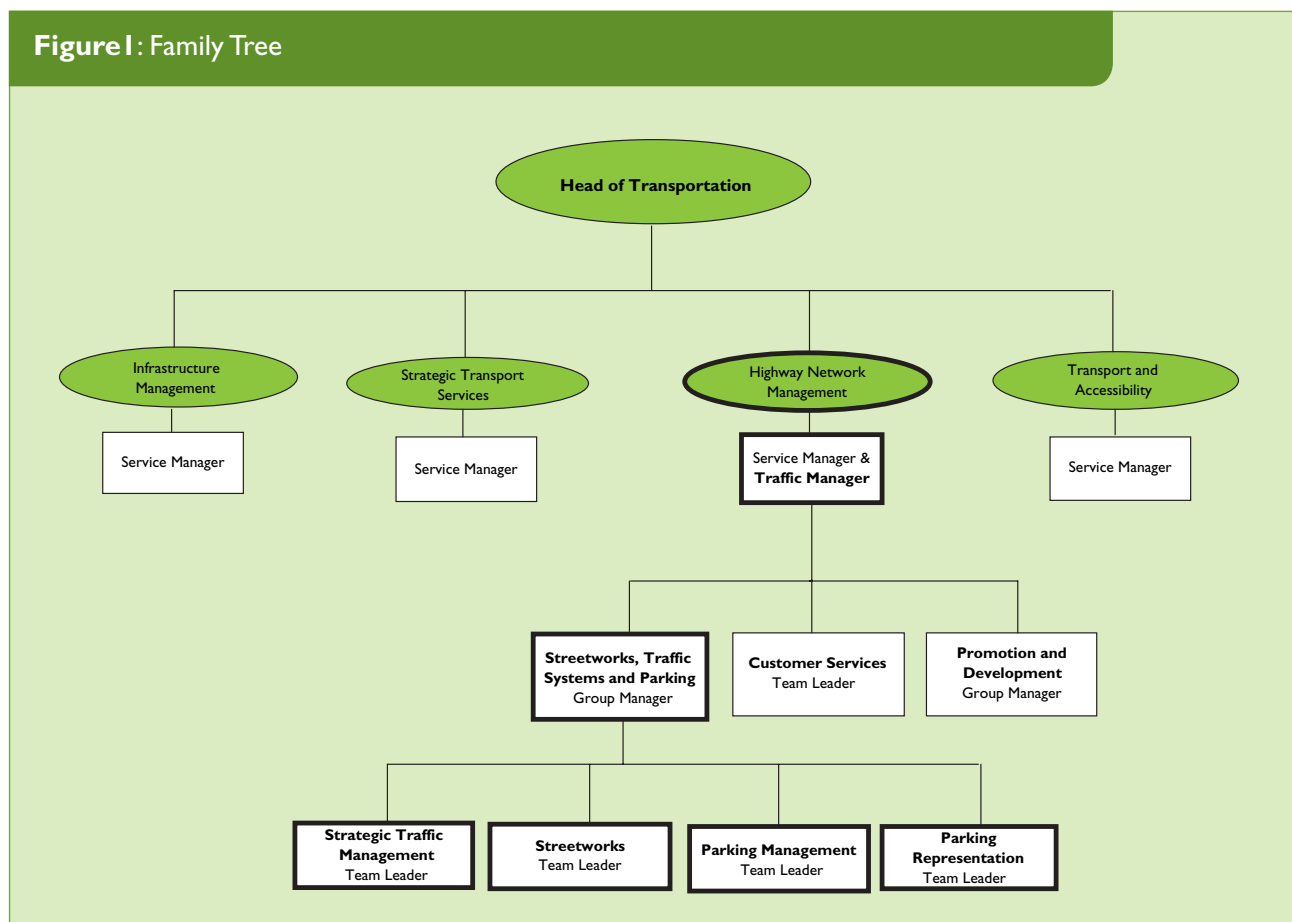 Figure1: Family Tree
Head of Transportation
Infrastructure
Management
Strategic Transport
Services
Highway Network
Management
Transport and
Accessibility
Service Manager
Service Manager
Service Manager &
Traffic Manager
Service Manager
Streetworks, Traffic
Systems and Parking
Group Manager
Customer Services
Team Leader
Promotion and
Development
Group Manager
Strategic Traffic
Management
Team Leader
Streetworks
Team Leader
Parking Management
Team Leader
Parking
Representation
Team Leader